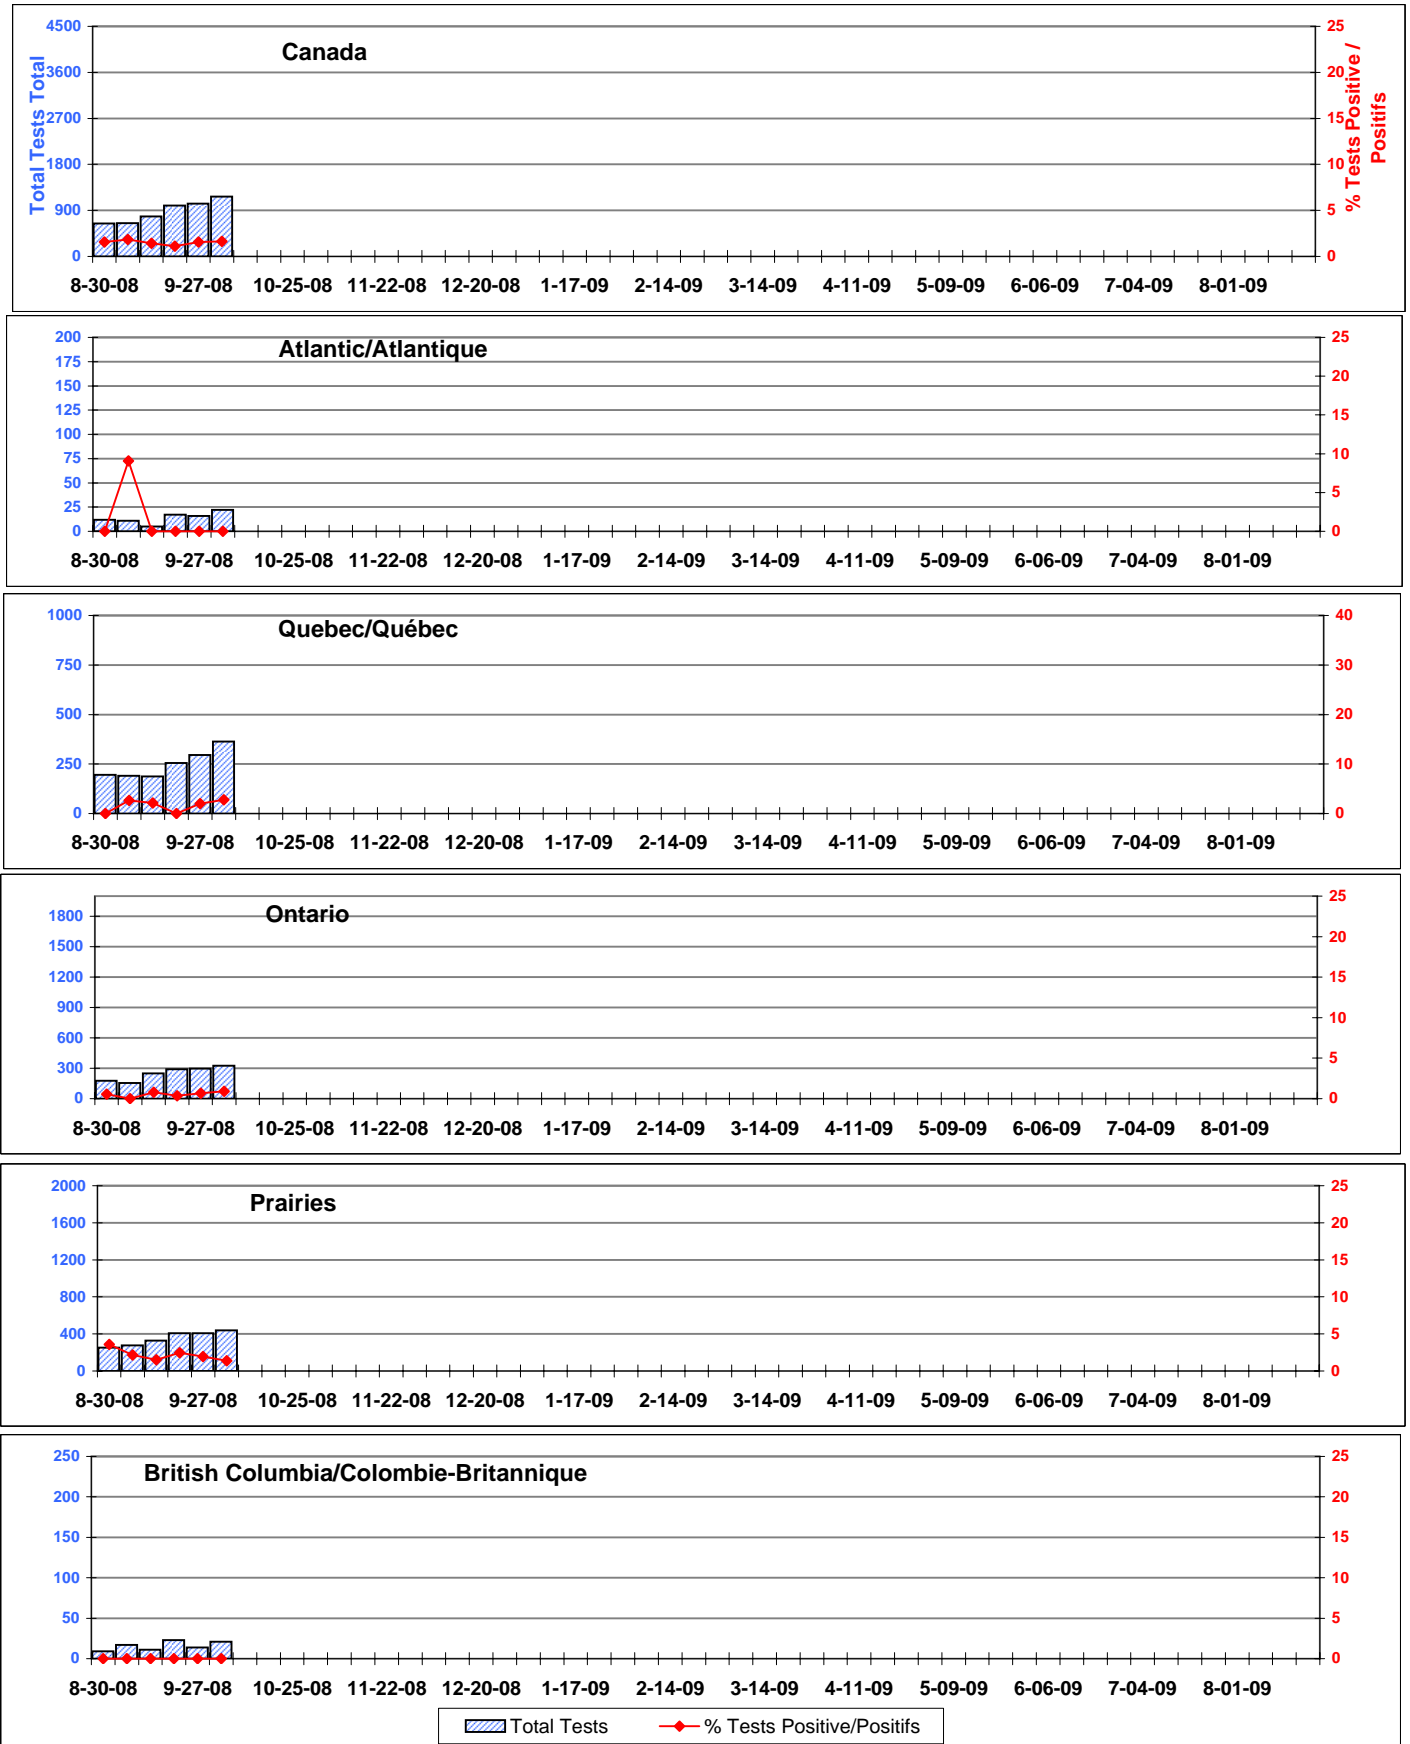 Canada
Total Tests Total
% Tests Positive /
Positifs
4500 25
3600 20
2700 15
1800 10
900 5
0 0
8-30-08 9-27-08 10-25-08 11-22-08 12-20-08 1-17-09 2-14-09 3-14-09 4-11-09 5-09-09 6-06-09 7-04-09 8-01-09
Atlantic/Atlantique
200 25
175
150 20
125 15
100
75 10
50 5
25
0 0
8-30-08 9-27-08 10-25-08 11-22-08 12-20-08 1-17-09 2-14-09 3-14-09 4-11-09 5-09-09 6-06-09 7-04-09 8-01-09
Quebec/Québec
1000 40
750 30
500 20
250 10
0 0
8-30-08 9-27-08 10-25-08 11-22-08 12-20-08 1-17-09 2-14-09 3-14-09 4-11-09 5-09-09 6-06-09 7-04-09 8-01-09
Ontario
25
1800
20
1500
1200 15
900 10
600
300 5
0 0
8-30-08 9-27-08 10-25-08 11-22-08 12-20-08 1-17-09 2-14-09 3-14-09 4-11-09 5-09-09 6-06-09 7-04-09 8-01-09
Prairies
2000 25
1600 20
1200 15
800 10
400 5
0 0
8-30-08 9-27-08 10-25-08 11-22-08 12-20-08 1-17-09 2-14-09 3-14-09 4-11-09 5-09-09 6-06-09 7-04-09 8-01-09
British Columbia/Colombie-Britannique
250 25
200 20
150 15
100 10
50 5
0 0
8-30-08 9-27-08 10-25-08 11-22-08 12-20-08 1-17-09 2-14-09 3-14-09 4-11-09 5-09-09 6-06-09 7-04-09 8-01-09
Total Tests % Tests Positive/Positifs